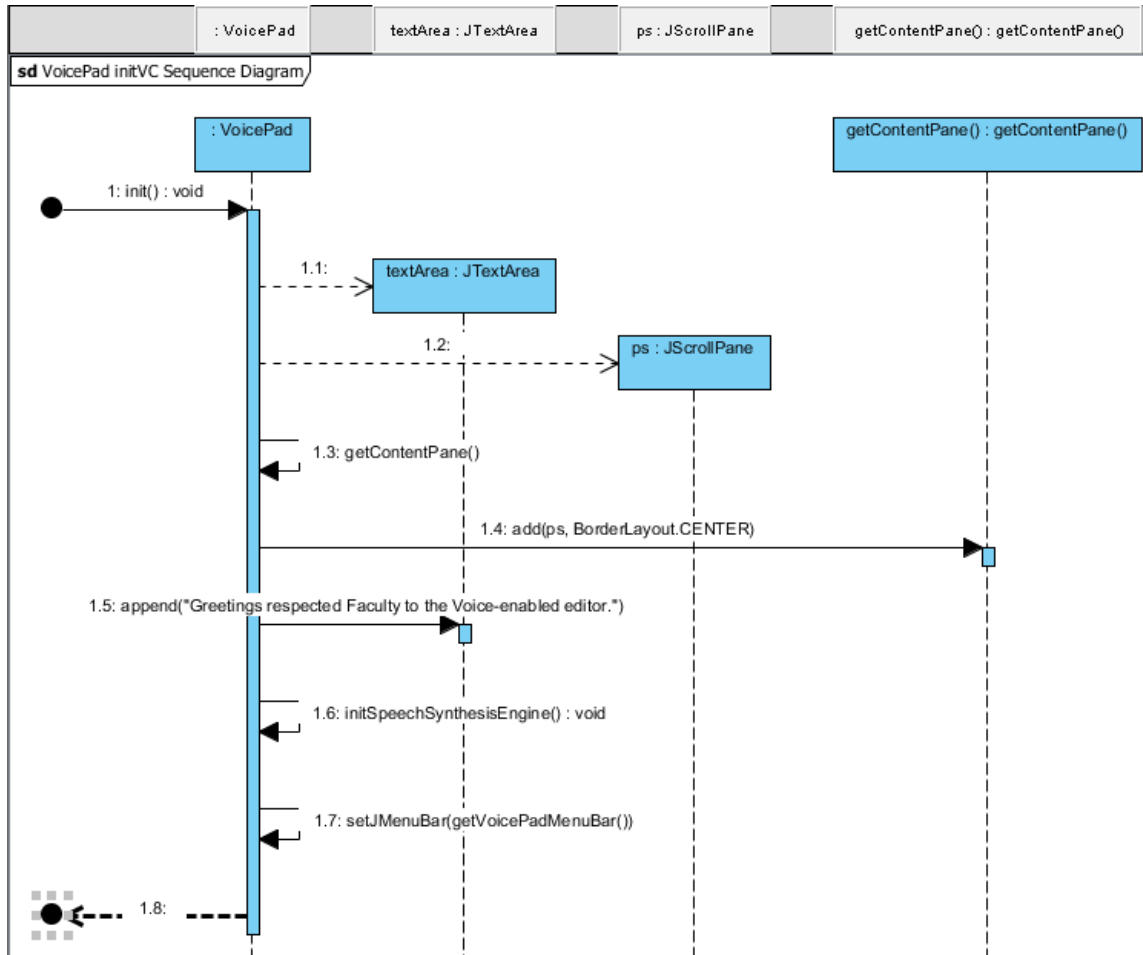 : VoicePad
textArea : JTextArea
ps : JScrollPane
getContentPane() : getContentPane()
sd VoicePad initVC Sequence Diagram
: VoicePad
getContentPane() : getContentPane()
1: init() : void
1.1:
textArea : JTextArea
1.2:
ps : JScrollPane
1.3: getContentPane()
1.4: add(ps, BorderLayout.CENTER)
1.5: append("Greetings respected Faculty to the Voice-enabled editor.")
1.6: initSpeechSynthesisEngine() : void
1.7: setJMenuBar(getVoicePadMenuBar())
1.8: